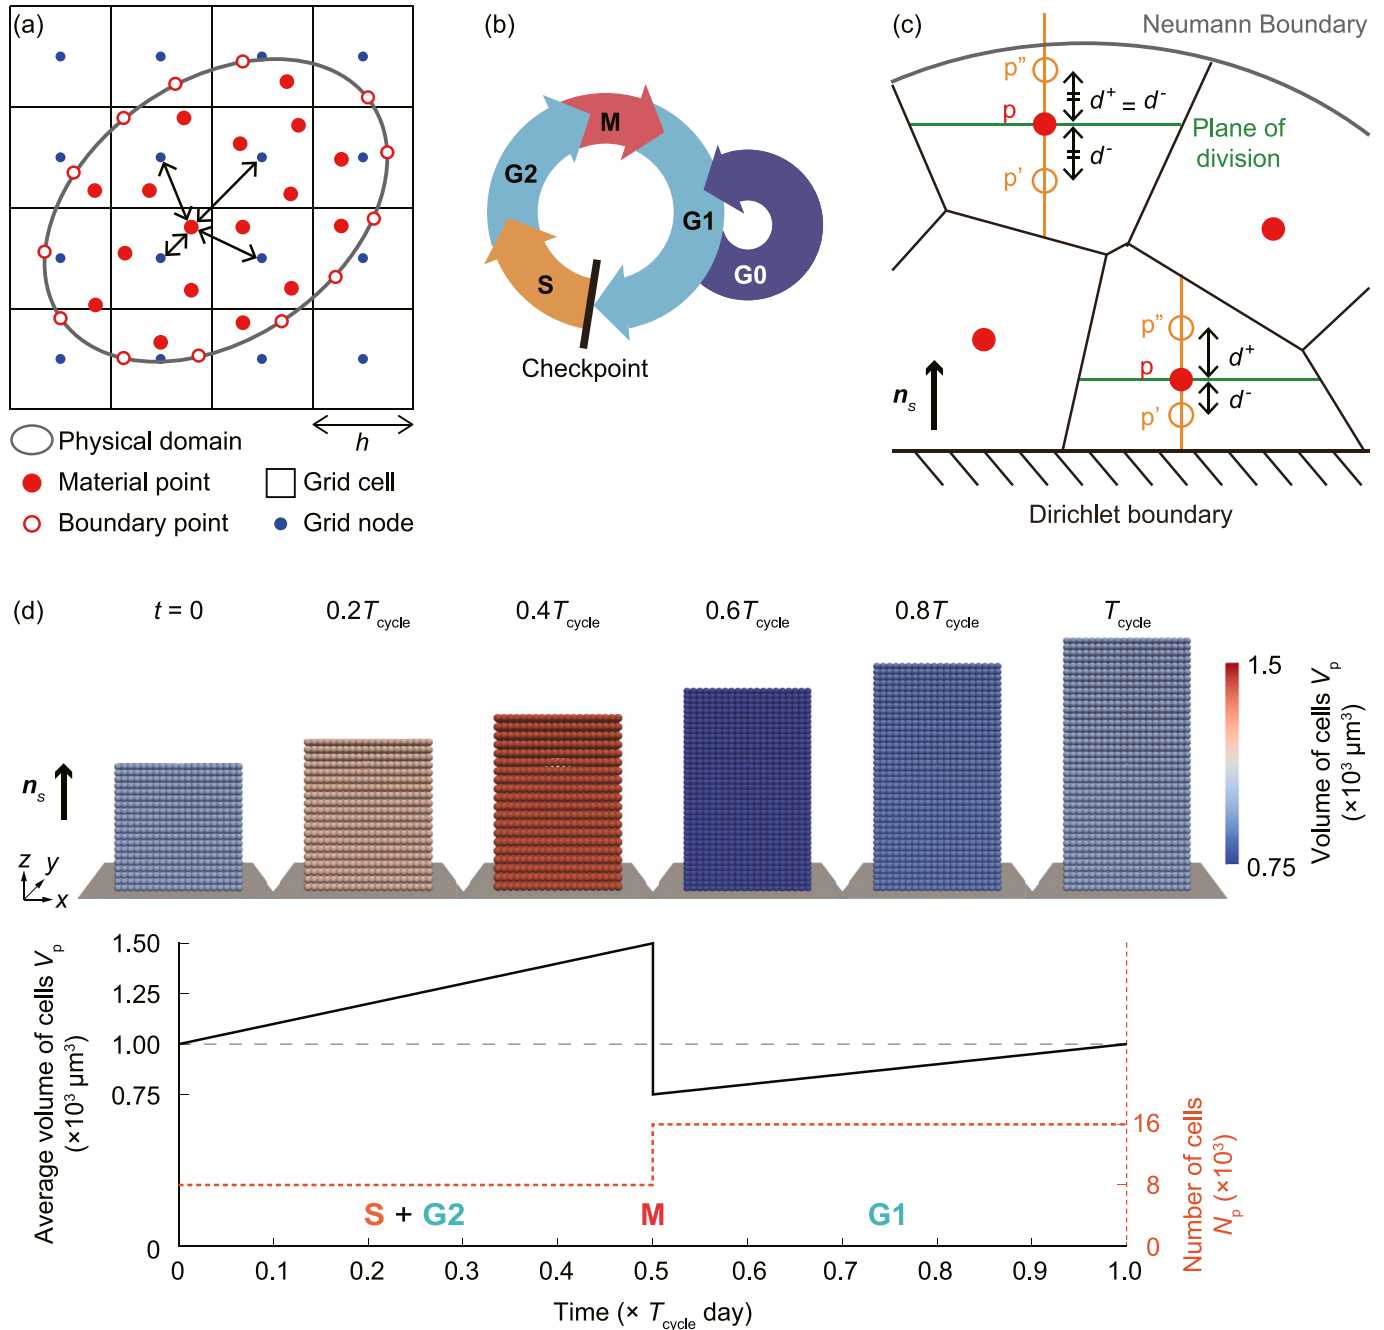 (a)
h
Physical domain
Material point
Grid cell
Boundary point
Grid node
(b)
M
G2
G1
S
G0
Checkpoint
(c)
Neumann Boundary
p"
d+ = d-
p
Plane of
division
d-
p'
p"
d+
p
d-
p'
ns
Dirichlet boundary
(d)
t = 0
0.2Tcycle
0.4Tcycle
0.6Tcycle
0.8Tcycle
Tcycle
ns
z
y
x
1.5
0.75
Volume of cells Vp
(×10³ μm³)
Average volume of cells Vp
(×10³ μm³)
1.50
1.25
1.00
0.75
0
S + G2
M
G1
16
8
0
Number of cells
Np (×10³)
0 0.1 0.2 0.3 0.4 0.5 0.6 0.7 0.8 0.9 1.0
Time (× Tcycle day)